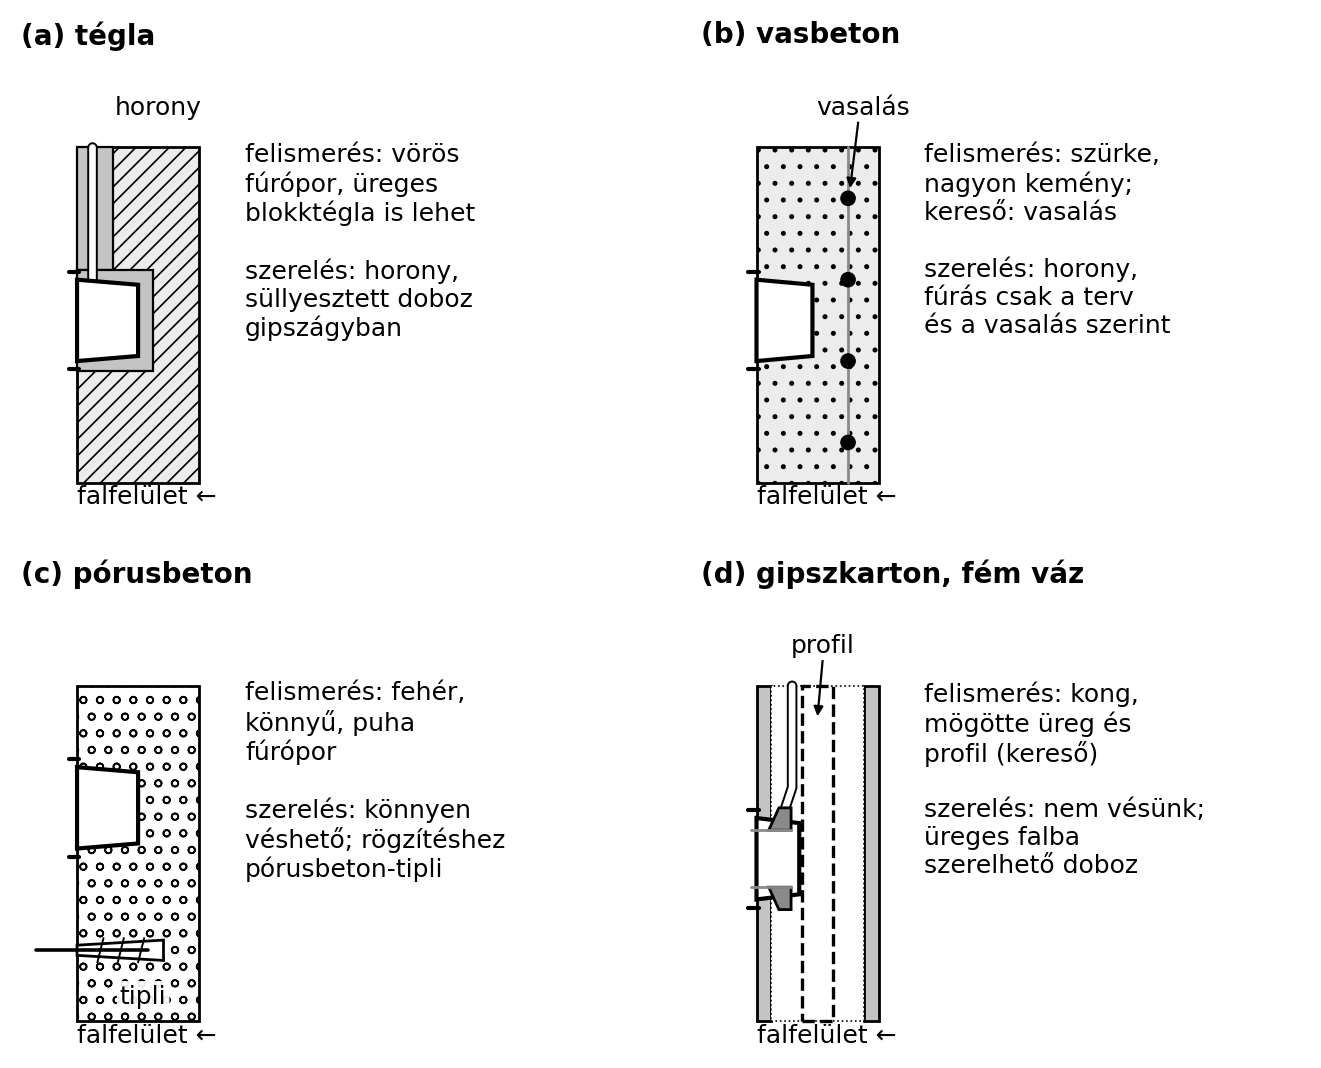 (a) tégla
horony
felismerés: vörös
fúrópor, üreges
blokktégla is lehet
szerelés: horony,
süllyesztett doboz
gipszágyban
falfelület ←
(b) vasbeton
vasalás
felismerés: szürke,
nagyon kemény;
kereső: vasalás
szerelés: horony,
fúrás csak a terv
és a vasalás szerint
falfelület ←
(c) pórusbeton
felismerés: fehér,
könnyű, puha
fúrópor
szerelés: könnyen
véshető; rögzítéshez
pórusbeton-tipli
tipli
falfelület ←
(d) gipszkarton, fém váz
profil
felismerés: kong,
mögötte üreg és
profil (kereső)
szerelés: nem vésünk;
üreges falba
szerelhető doboz
falfelület ←